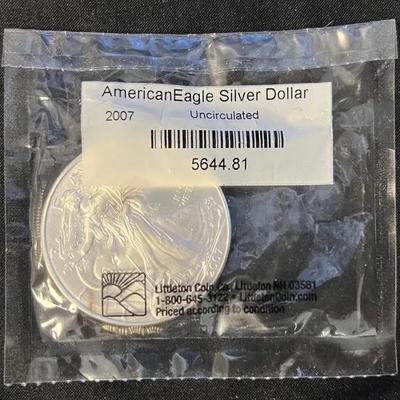 AmericanEagle Silver Dollar
2007 Uncirculated
5644.81
Littleton Coin Co., Littleton NH 03561
1-800-645-3122 • LittletonCoin.com
Priced according to condition